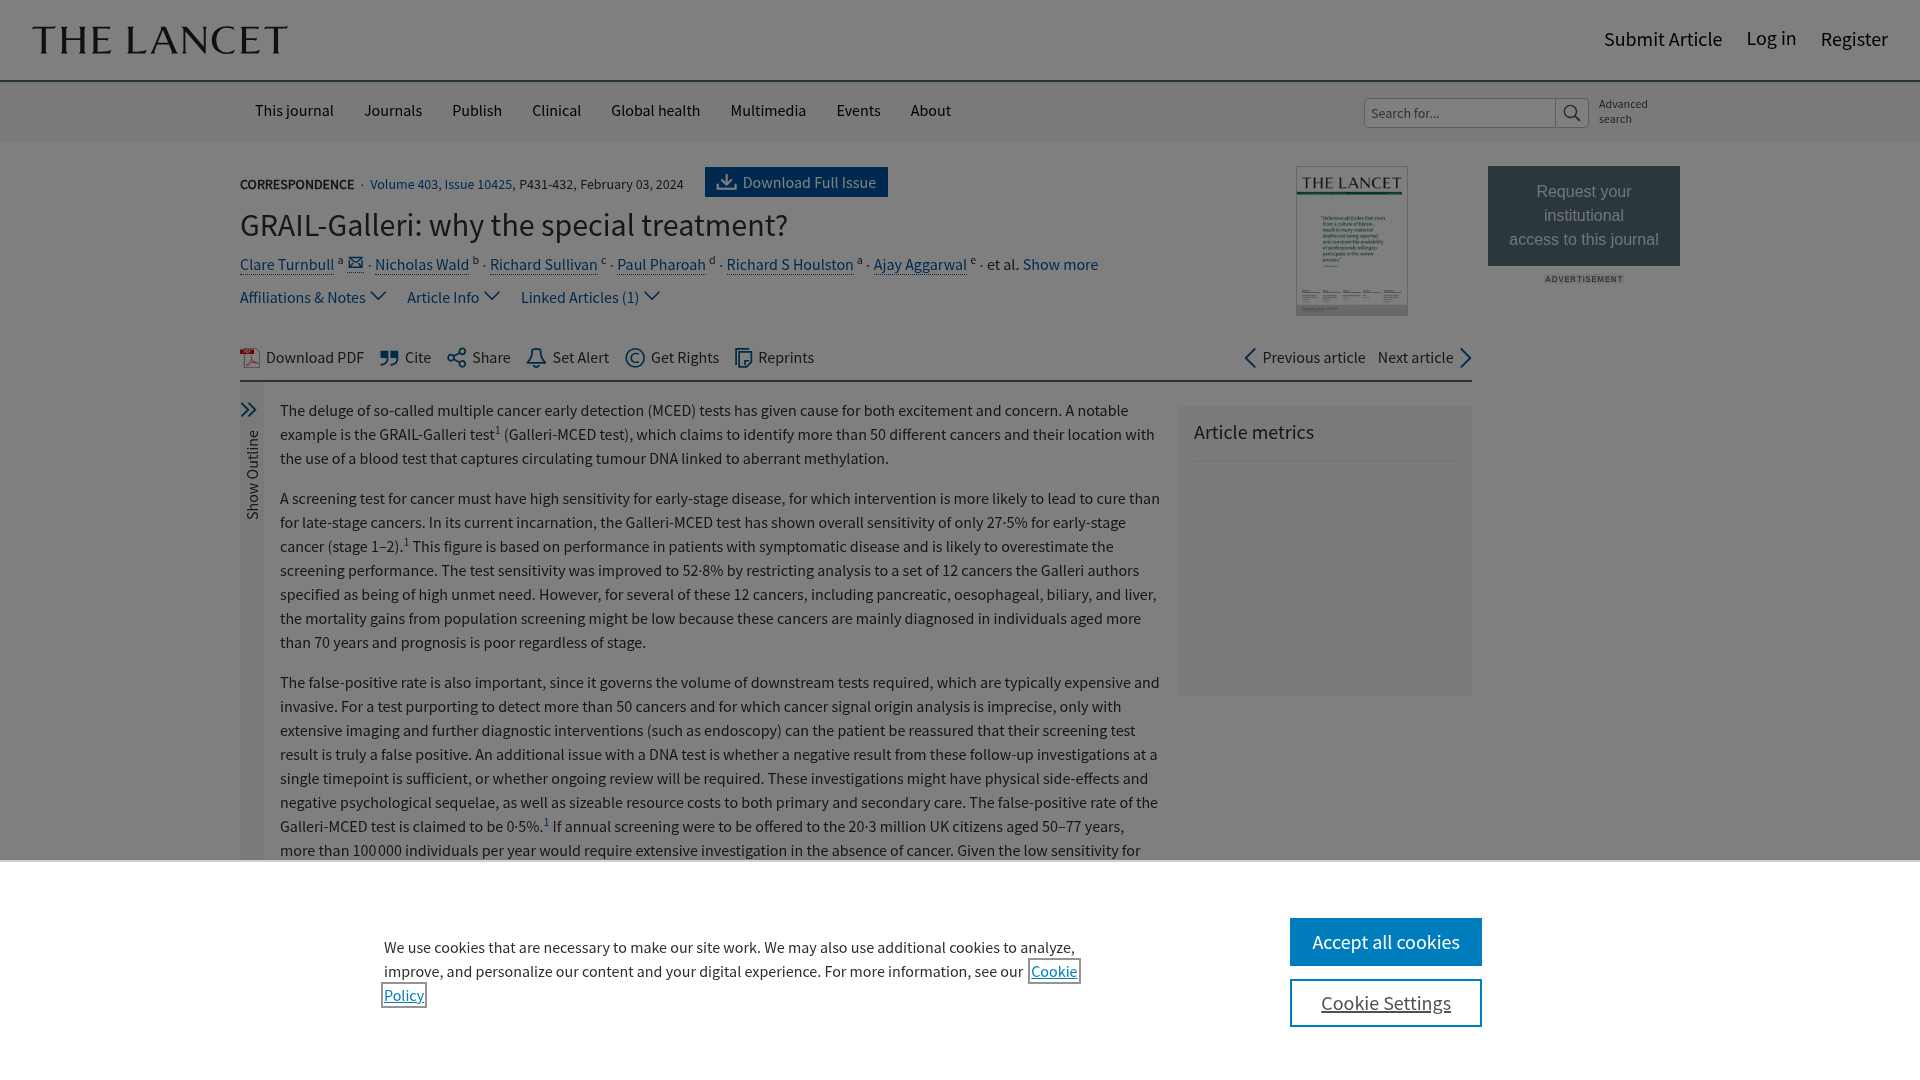 THE LANCET
Submit Article
Log in
Register
This journal
Journals
Publish
Clinical
Global health
Multimedia
Events
About
Search for...
Advanced
search
CORRESPONDENCE · Volume 403, Issue 10425, P431-432, February 03, 2024
Download Full Issue
GRAIL-Galleri: why the special treatment?
Clare Turnbull a · Nicholas Wald b · Richard Sullivan c · Paul Pharoah d · Richard S Houlston a · Ajay Aggarwal e · et al. Show more
Affiliations & Notes
Article Info
Linked Articles (1)
THE LANCET
Request your
institutional
access to this journal
ADVERTISEMENT
Download PDF
Cite
Share
Set Alert
Get Rights
Reprints
Previous article
Next article
Show Outline
The deluge of so-called multiple cancer early detection (MCED) tests has given cause for both excitement and concern. A notable
example is the GRAIL-Galleri test1 (Galleri-MCED test), which claims to identify more than 50 different cancers and their location with
the use of a blood test that captures circulating tumour DNA linked to aberrant methylation.
A screening test for cancer must have high sensitivity for early-stage disease, for which intervention is more likely to lead to cure than
for late-stage cancers. In its current incarnation, the Galleri-MCED test has shown overall sensitivity of only 27·5% for early-stage
cancer (stage 1–2).1 This figure is based on performance in patients with symptomatic disease and is likely to overestimate the
screening performance. The test sensitivity was improved to 52·8% by restricting analysis to a set of 12 cancers the Galleri authors
specified as being of high unmet need. However, for several of these 12 cancers, including pancreatic, oesophageal, biliary, and liver,
the mortality gains from population screening might be low because these cancers are mainly diagnosed in individuals aged more
than 70 years and prognosis is poor regardless of stage.
The false-positive rate is also important, since it governs the volume of downstream tests required, which are typically expensive and
invasive. For a test purporting to detect more than 50 cancers and for which cancer signal origin analysis is imprecise, only with
extensive imaging and further diagnostic interventions (such as endoscopy) can the patient be reassured that their screening test
result is truly a false positive. An additional issue with a DNA test is whether a negative result from these follow-up investigations at a
single timepoint is sufficient, or whether ongoing review will be required. These investigations might have physical side-effects and
negative psychological sequelae, as well as sizeable resource costs to both primary and secondary care. The false-positive rate of the
Galleri-MCED test is claimed to be 0·5%.1 If annual screening were to be offered to the 20·3 million UK citizens aged 50–77 years,
more than 100 000 individuals per year would require extensive investigation in the absence of cancer. Given the low sensitivity for
Article metrics
We use cookies that are necessary to make our site work. We may also use additional cookies to analyze,
improve, and personalize our content and your digital experience. For more information, see our Cookie
Policy
Accept all cookies
Cookie Settings